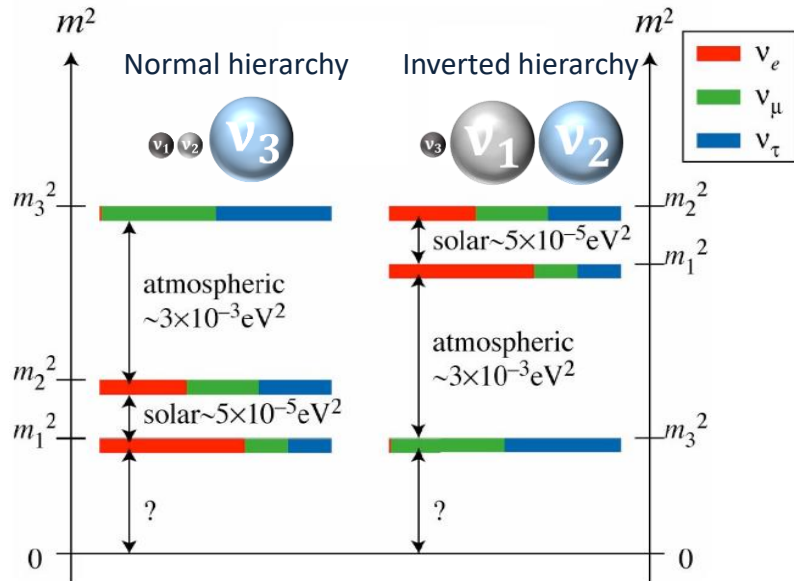 m²
m²
Normal hierarchy
Inverted hierarchy
ν₁
ν₂
ν₃
ν₃
ν₁
ν₂
ν_e
ν_μ
ν_τ
m₃²
m₂²
solar~5×10⁻⁵eV²
m₁²
atmospheric
~3×10⁻³eV²
atmospheric
~3×10⁻³eV²
m₂²
solar~5×10⁻⁵eV²
m₁²
m₃²
?
?
0
0